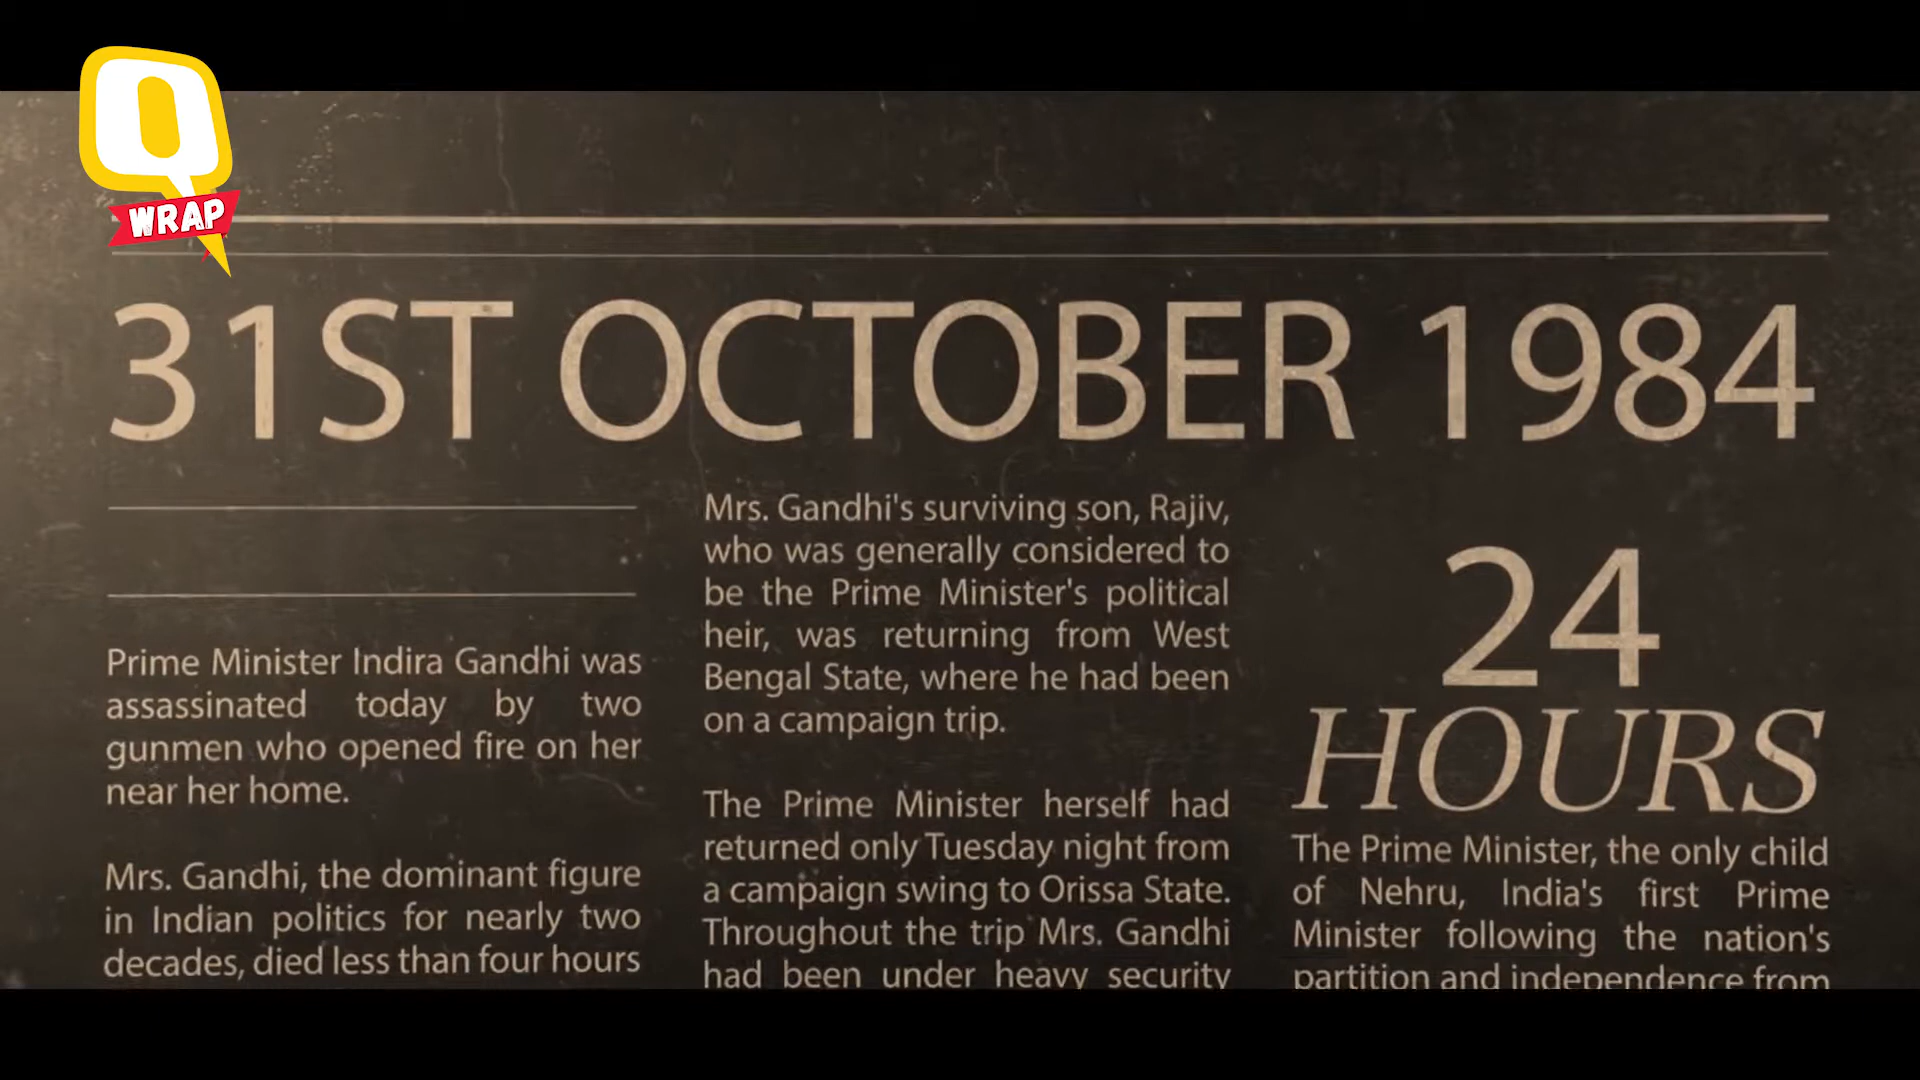 Q
WRAP
31ST OCTOBER 1984
Prime Minister Indira Gandhi was
assassinated today by two
gunmen who opened fire on her
near her home.
Mrs. Gandhi, the dominant figure
in Indian politics for nearly two
decades, died less than four hours
Mrs. Gandhi's surviving son, Rajiv,
who was generally considered to
be the Prime Minister's political
heir, was returning from West
Bengal State, where he had been
on a campaign trip.
The Prime Minister herself had
returned only Tuesday night from
a campaign swing to Orissa State.
Throughout the trip Mrs. Gandhi
had been under heavy security
24
HOURS
The Prime Minister, the only child
of Nehru, India's first Prime
Minister following the nation's
partition and independence from